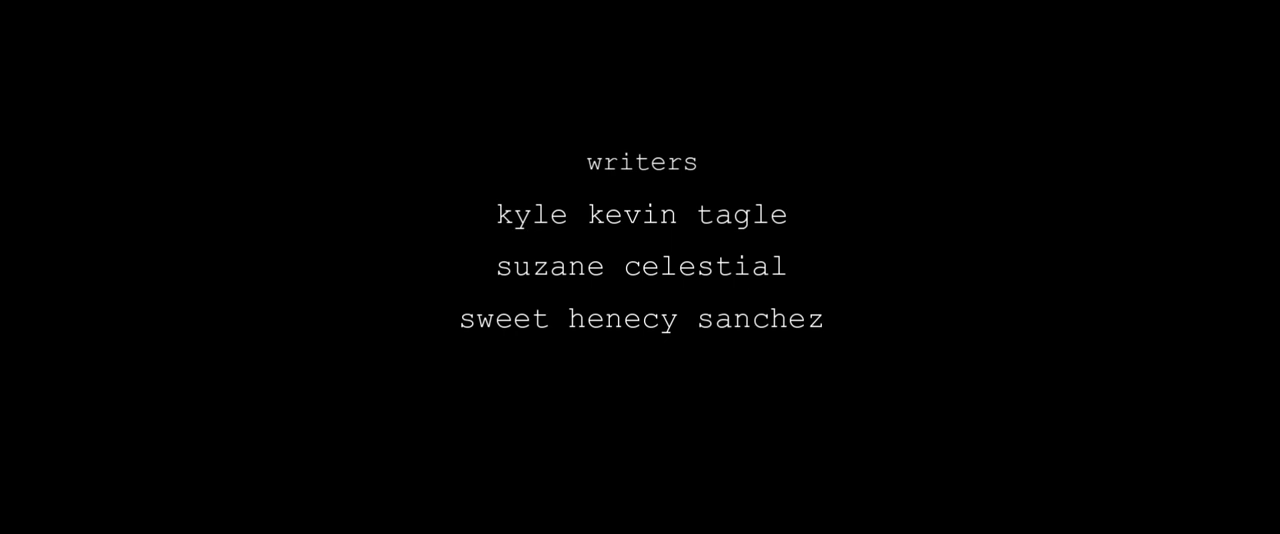 writers
kyle kevin tagle
suzane celestial
sweet henecy sanchez